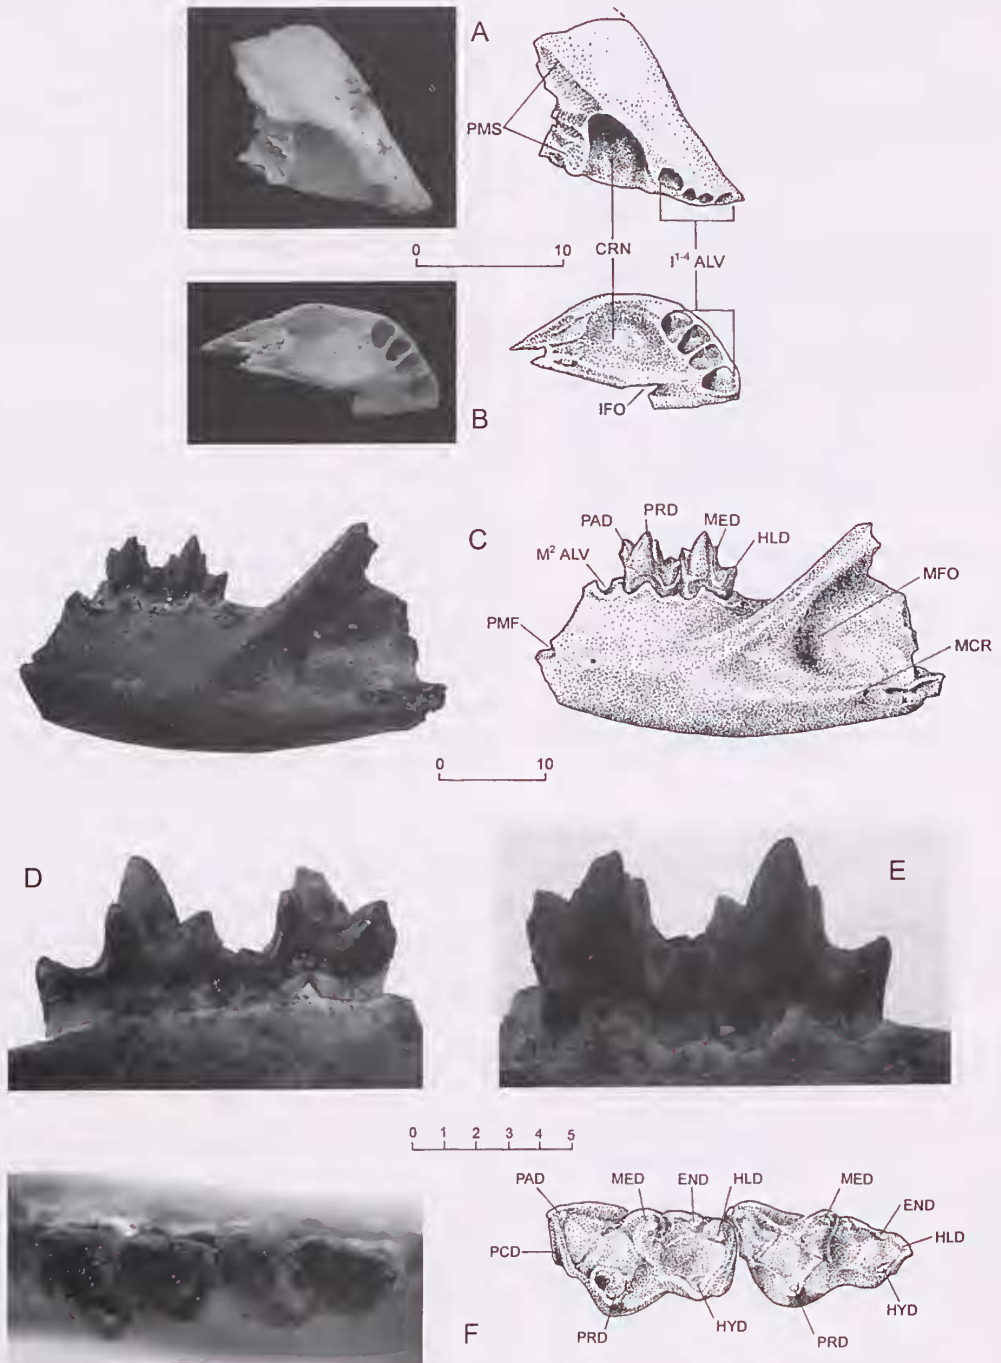 A
PMS
0 10 CRN I¹⁻⁴ ALV
IFO
B
C
PAD PRD MED HLD
M² ALV
MFO
PMF
MCR
0 10
D
E
0 1 2 3 4 5
PAD MED END HLD MED
END
HLD
PCD
HYD
PRD HYD PRD
F